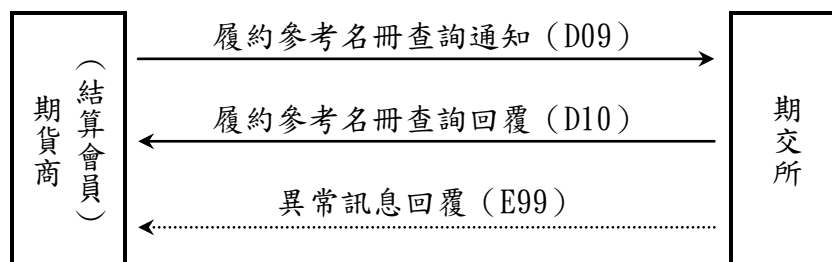 期貨商
（結算會員）
履約參考名冊查詢通知（D09）
履約參考名冊查詢回覆（D10）
異常訊息回覆（E99）
期交所